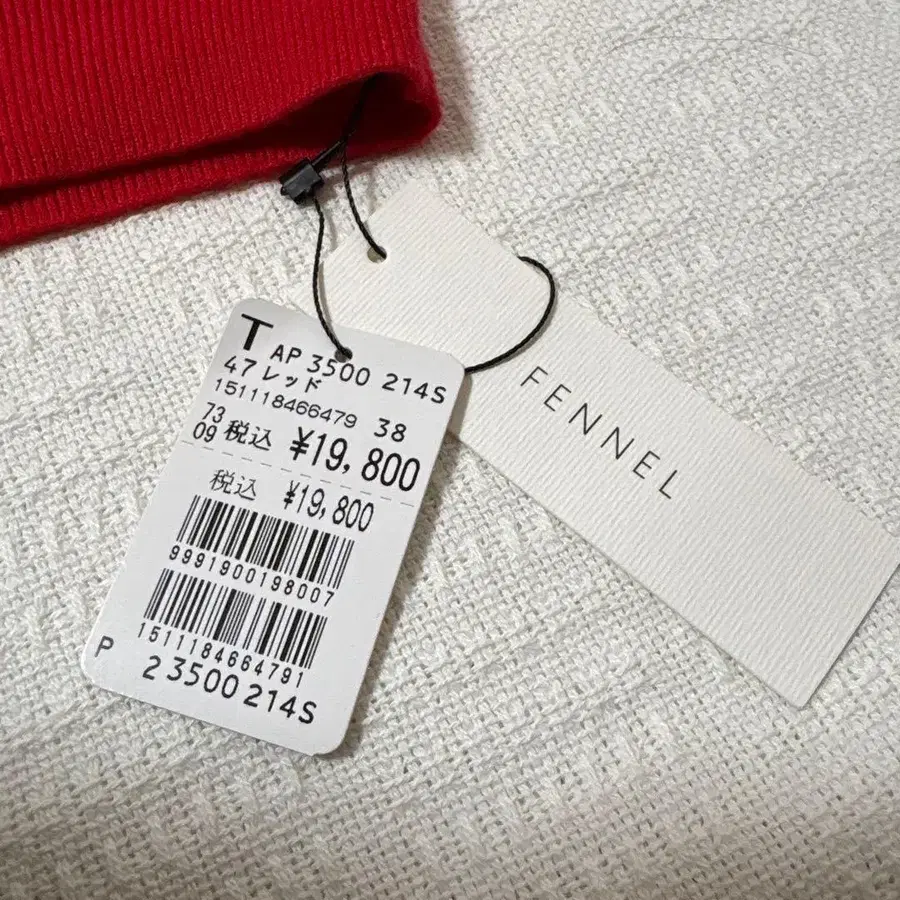 T AP 3500 214S
47 レッド
151118466479 38
73
09 税込 ¥19,800
税込 ¥19,800
9991900198007
1511184664791
P 2 3500 214S
FENNEL